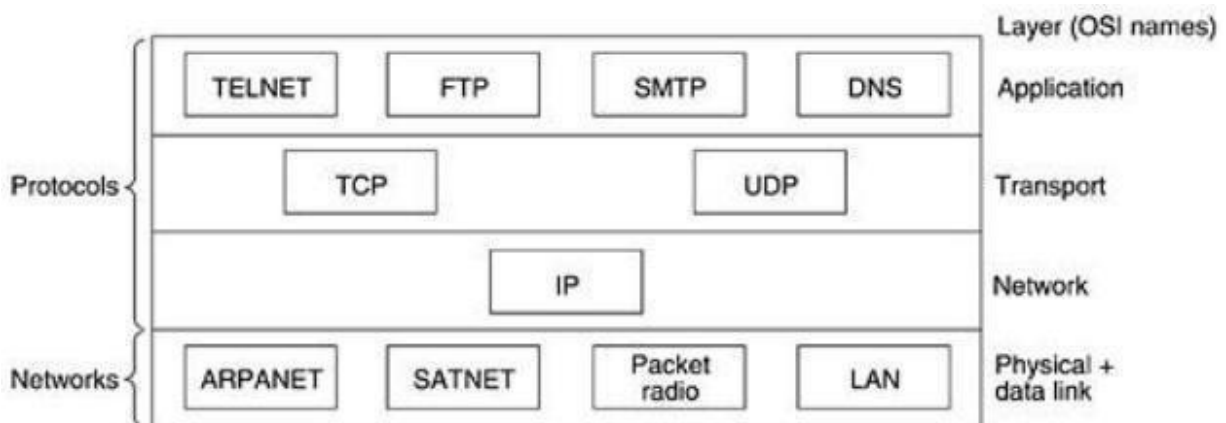 Layer (OSI names)
TELNET FTP SMTP DNS Application
Protocols TCP UDP Transport
IP Network
Networks ARPANET SATNET Packet radio LAN Physical + data link